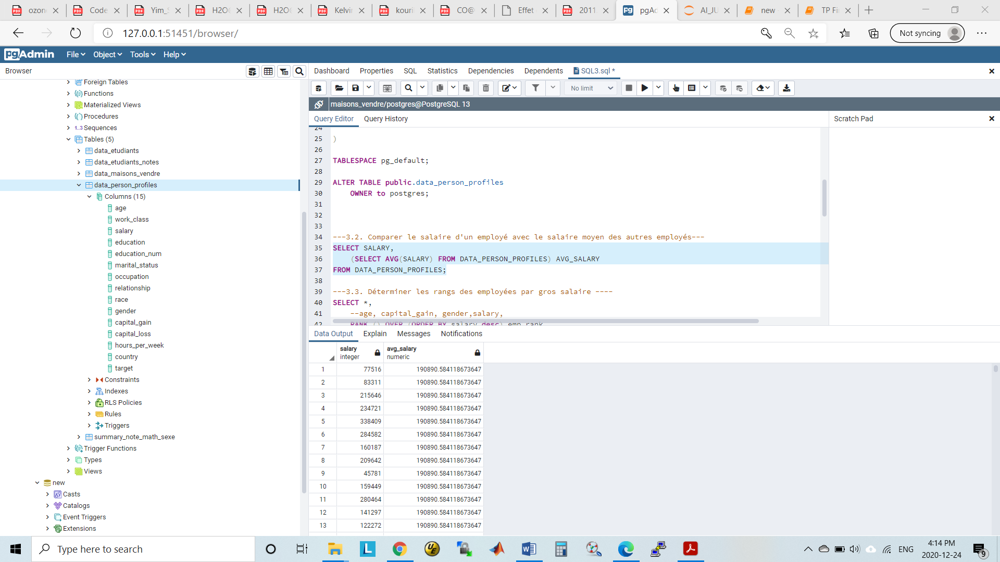 ozon
Code
Yim_S
H2O
H2O
Kelvin
kouri
CO@
Effet
2011
pgAd
AI_JU
new
TP Fi
127.0.0.1:51451/browser/
Not syncing
pgAdmin File Object Tools Help
Browser
Dashboard Properties SQL Statistics Dependencies Dependents SQL3.sql *
No limit
maisons_vendre/postgres@PostgreSQL 13
Query Editor Query History
Scratch Pad
Foreign Tables
Functions
Materialized Views
Procedures
1..3 Sequences
Tables (5)
data_etudiants
data_etudiants_notes
data_maisons_vendre
data_person_profiles
Columns (15)
age
work_class
salary
education
education_num
marital_status
occupation
relationship
race
gender
capital_gain
capital_loss
hours_per_week
country
target
Constraints
Indexes
RLS Policies
Rules
Triggers
summary_note_math_sexe
Trigger Functions
Types
Views
new
Casts
Catalogs
Event Triggers
Extensions
24
25 )
26
27 TABLESPACE pg_default;
28
29 ALTER TABLE public.data_person_profiles
30 OWNER to postgres;
31
32
33
34 ---3.2. Comparer le salaire d'un employé avec le salaire moyen des autres employés---
35 SELECT SALARY,
36 (SELECT AVG(SALARY) FROM DATA_PERSON_PROFILES) AVG_SALARY
37 FROM DATA_PERSON_PROFILES;
38
39 ---3.3. Déterminer les rangs des employées par gros salaire ----
40 SELECT *,
41 --age, capital_gain, gender,salary,
42 RANK () OVER (ORDER BY salary desc) emp_rank
Data Output Explain Messages Notifications
salary integer avg_salary numeric
1 77516 190890.584118673647
2 83311 190890.584118673647
3 215646 190890.584118673647
4 234721 190890.584118673647
5 338409 190890.584118673647
6 284582 190890.584118673647
7 160187 190890.584118673647
8 209642 190890.584118673647
9 45781 190890.584118673647
10 159449 190890.584118673647
11 280464 190890.584118673647
12 141297 190890.584118673647
13 122272 190890.584118673647
Type here to search
ENG
4:14 PM
2020-12-24
9